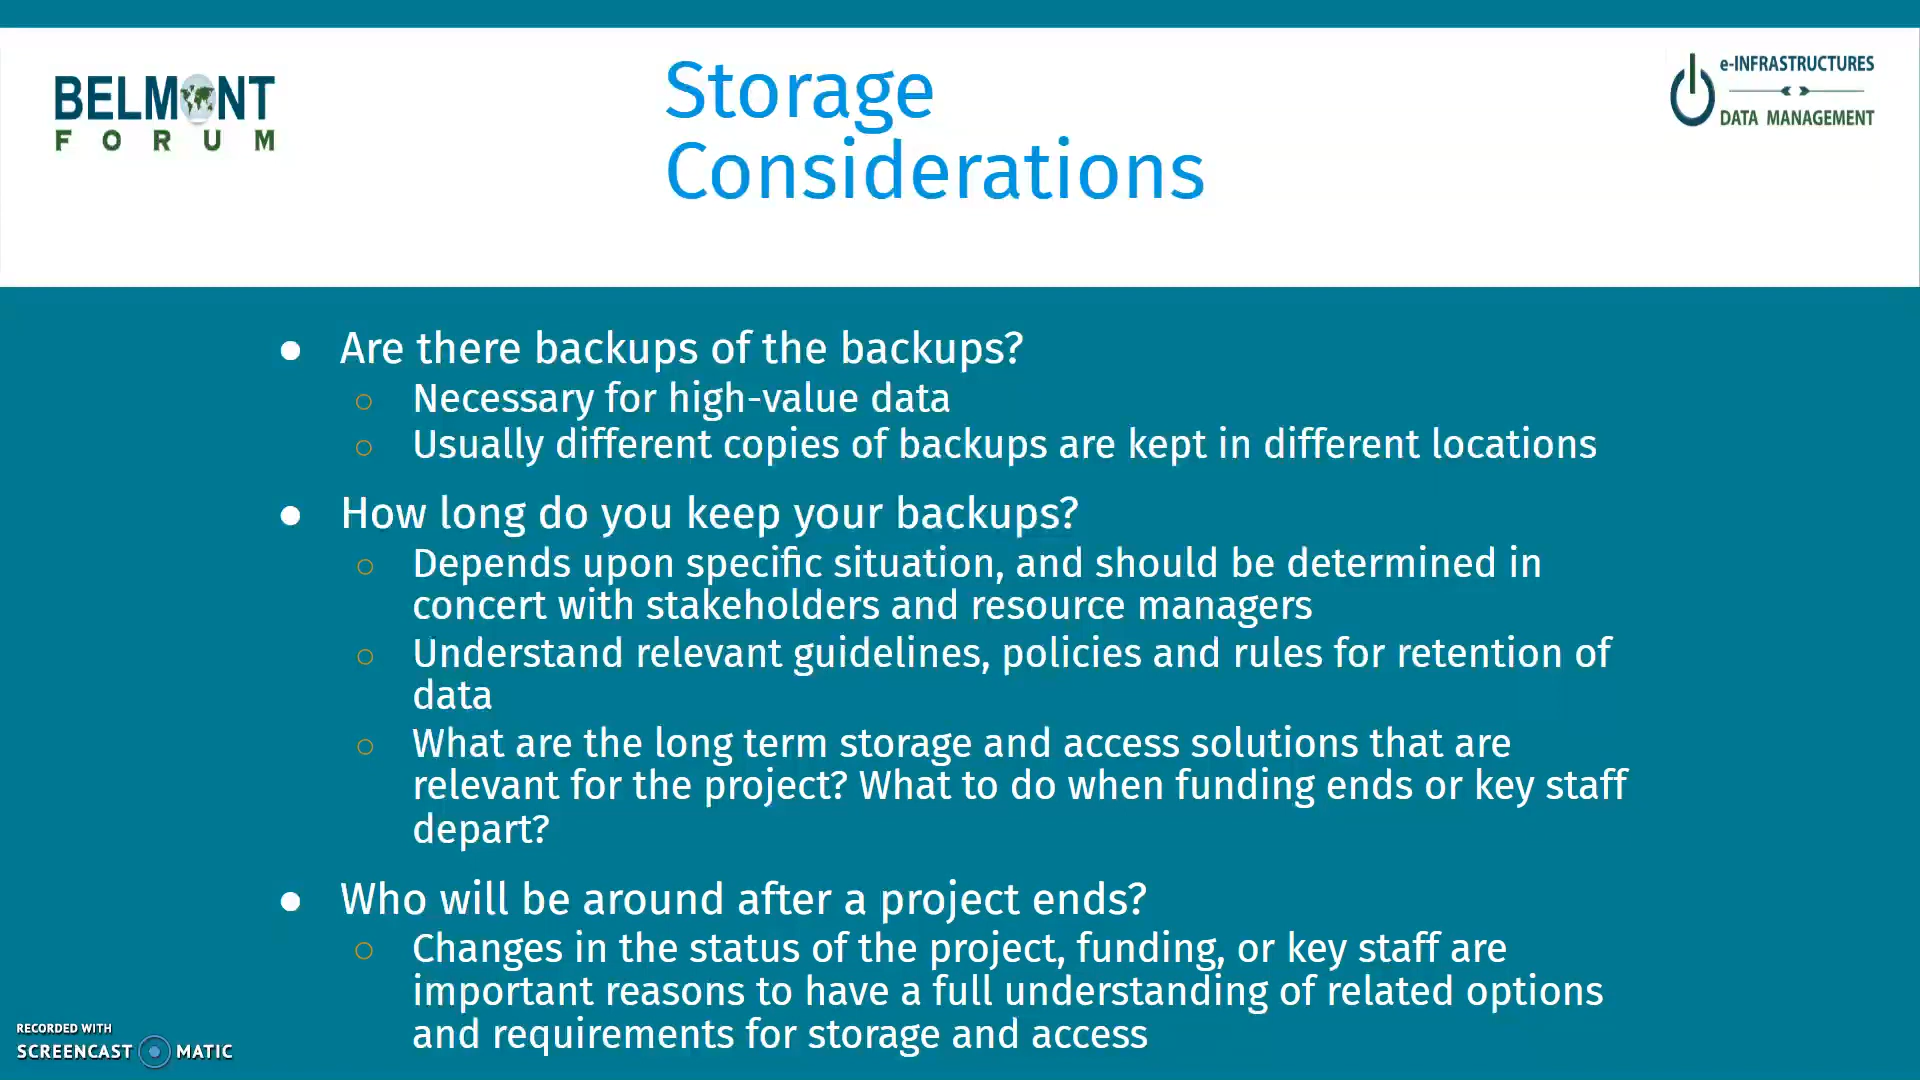 BELMONT
FORUM
Storage
Considerations
e-INFRASTRUCTURES
DATA MANAGEMENT
● Are there backups of the backups?
○ Necessary for high-value data
○ Usually different copies of backups are kept in different locations
● How long do you keep your backups?
○ Depends upon specific situation, and should be determined in
concert with stakeholders and resource managers
○ Understand relevant guidelines, policies and rules for retention of
data
○ What are the long term storage and access solutions that are
relevant for the project? What to do when funding ends or key staff
depart?
● Who will be around after a project ends?
○ Changes in the status of the project, funding, or key staff are
important reasons to have a full understanding of related options
and requirements for storage and access
RECORDED WITH
SCREENCAST MATIC